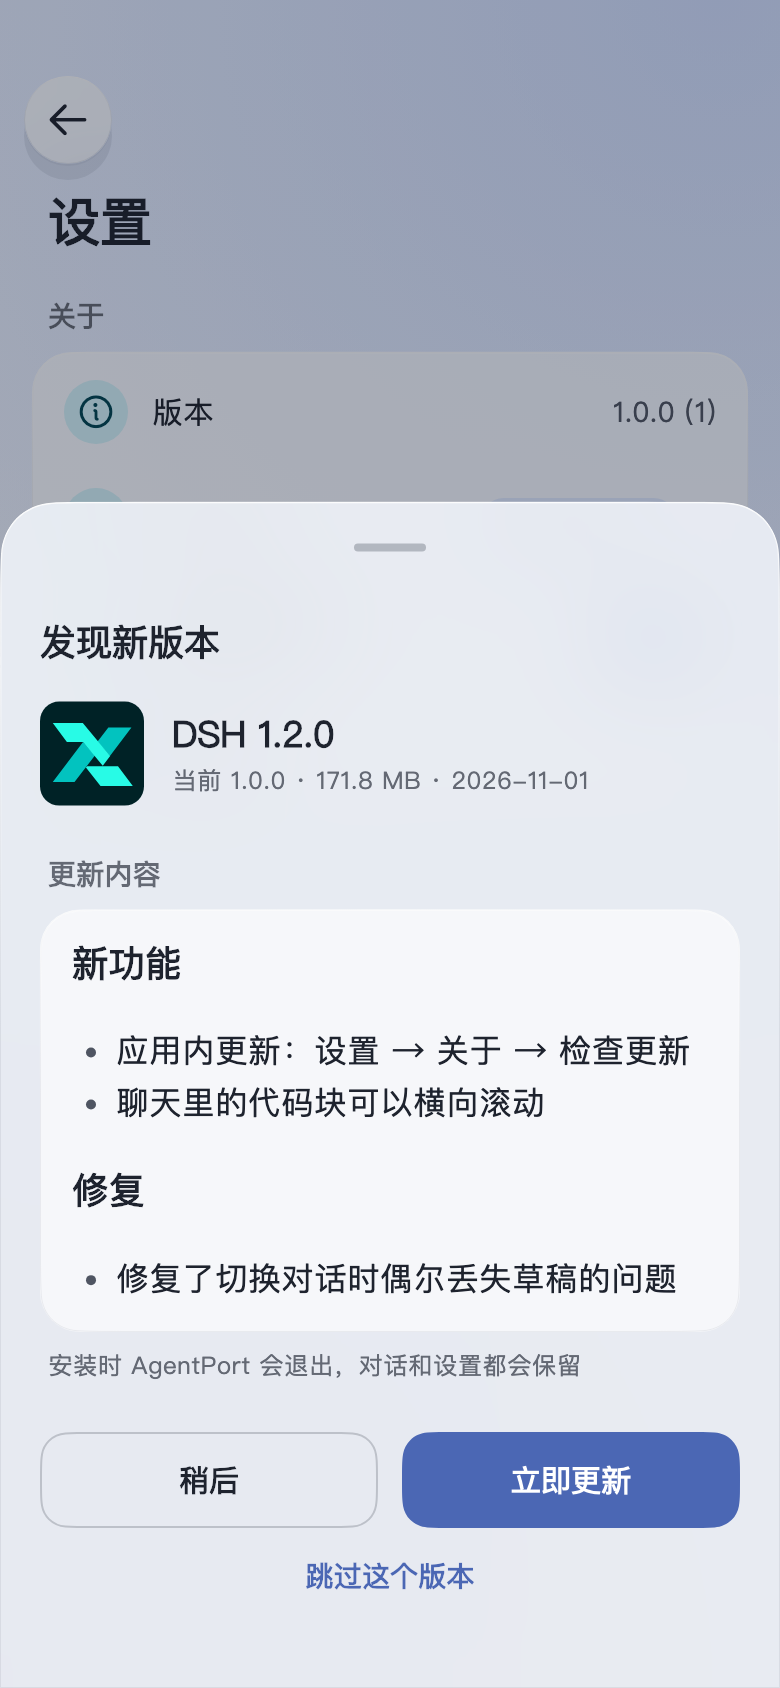 设置
关于
版本 1.0.0 (1)
发现新版本
DSH 1.2.0
当前 1.0.0 · 171.8 MB · 2026-11-01
更新内容
新功能
• 应用内更新：设置 → 关于 → 检查更新
• 聊天里的代码块可以横向滚动
修复
• 修复了切换对话时偶尔丢失草稿的问题
安装时 AgentPort 会退出，对话和设置都会保留
稍后 立即更新
跳过这个版本